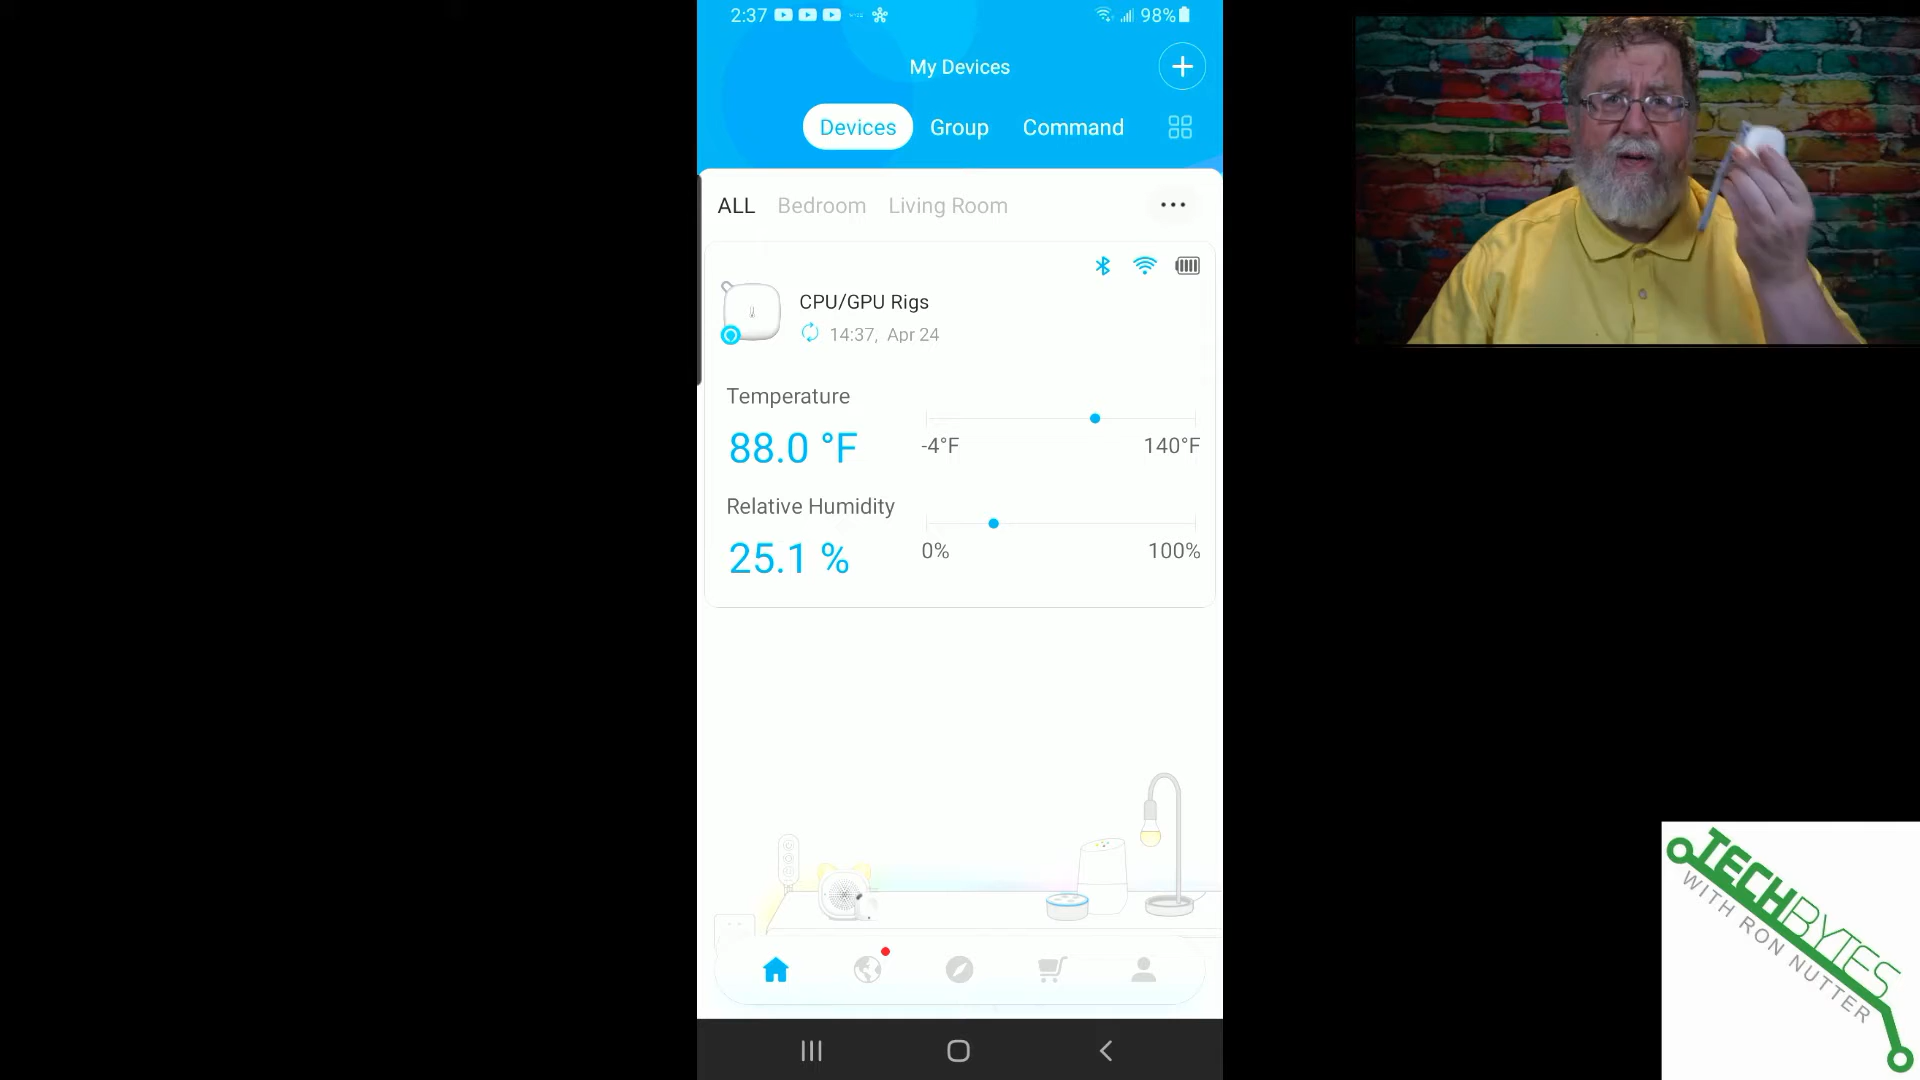 2:37
98%
My Devices
Devices Group Command
ALL Bedroom Living Room
CPU/GPU Rigs
14:37, Apr 24
Temperature
88.0 °F
-4°F 140°F
Relative Humidity
25.1 %
0% 100%
TECHBYTES
WITH RON NUTTER